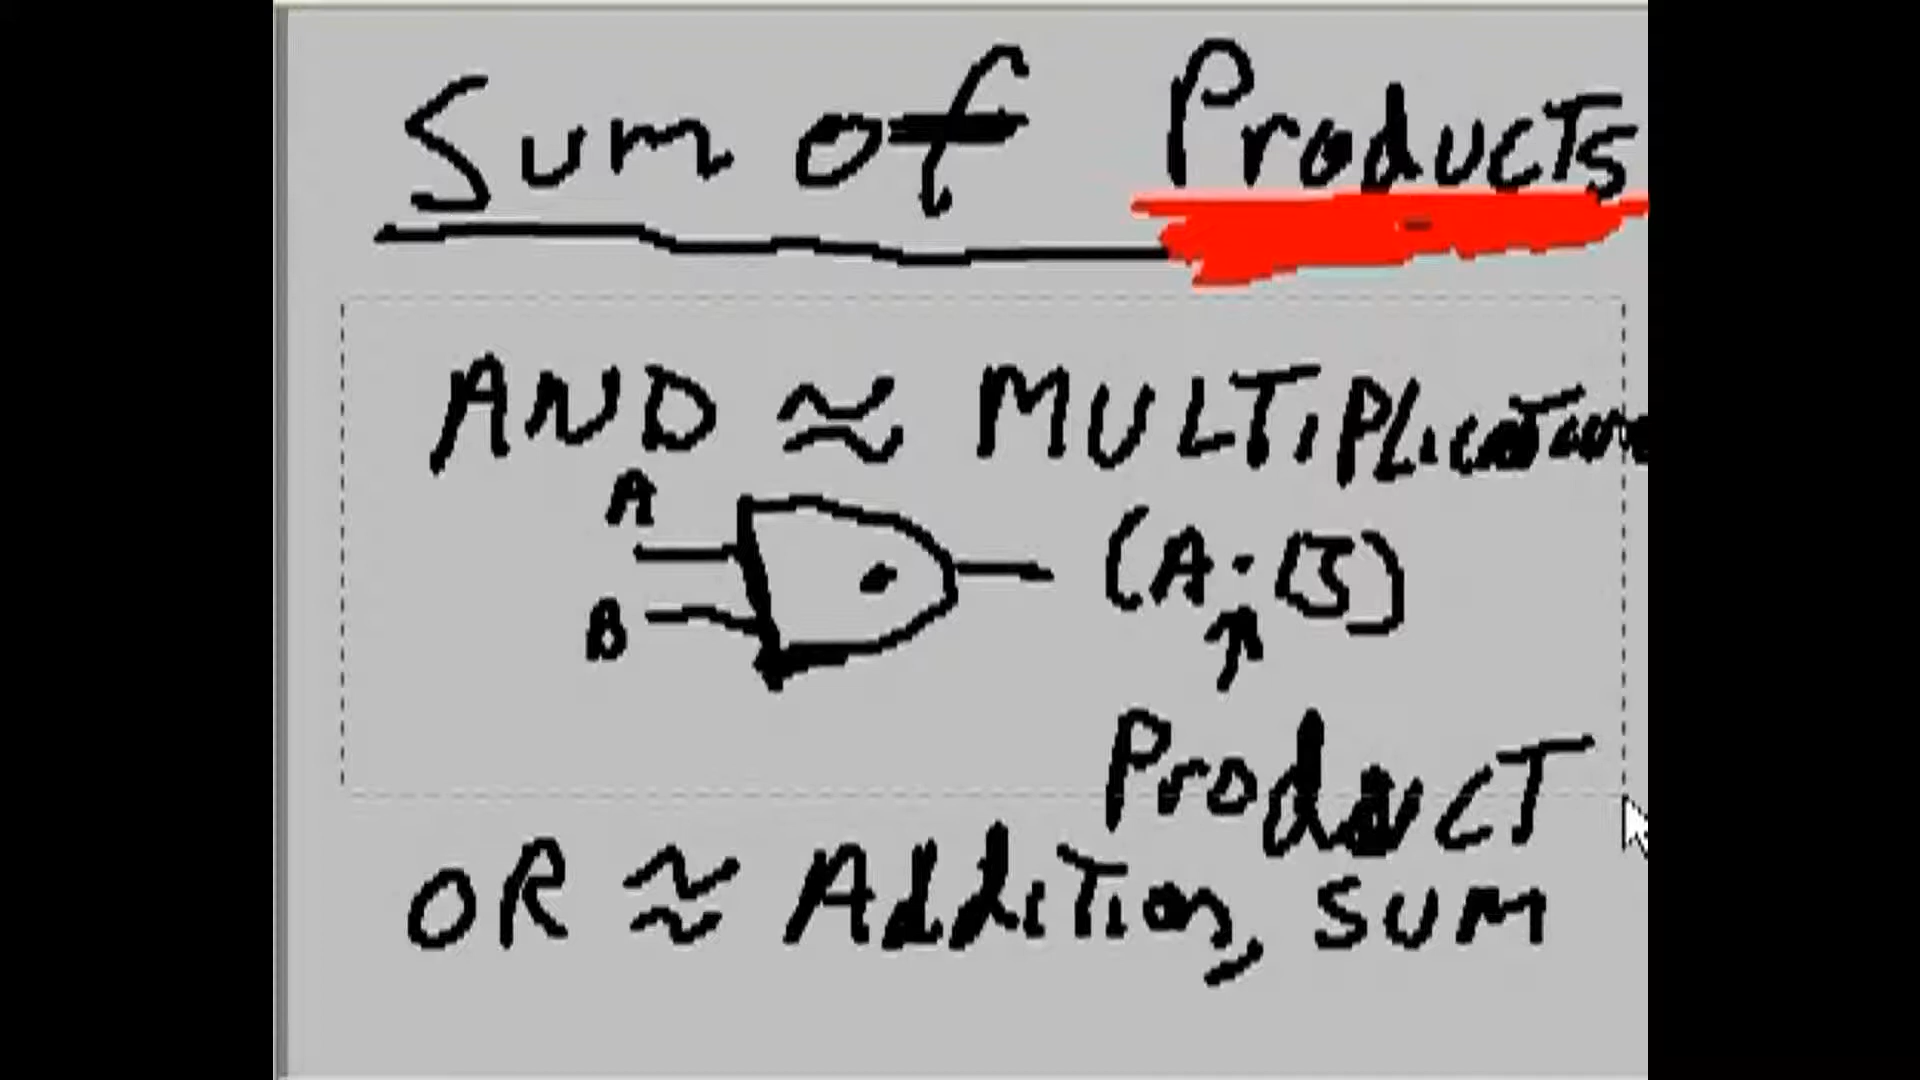 Sum of Products
AND ≈ MULTIPLICATION
A
B
(A · B)
↑
PRODUCT
OR ≈ Addition, SUM